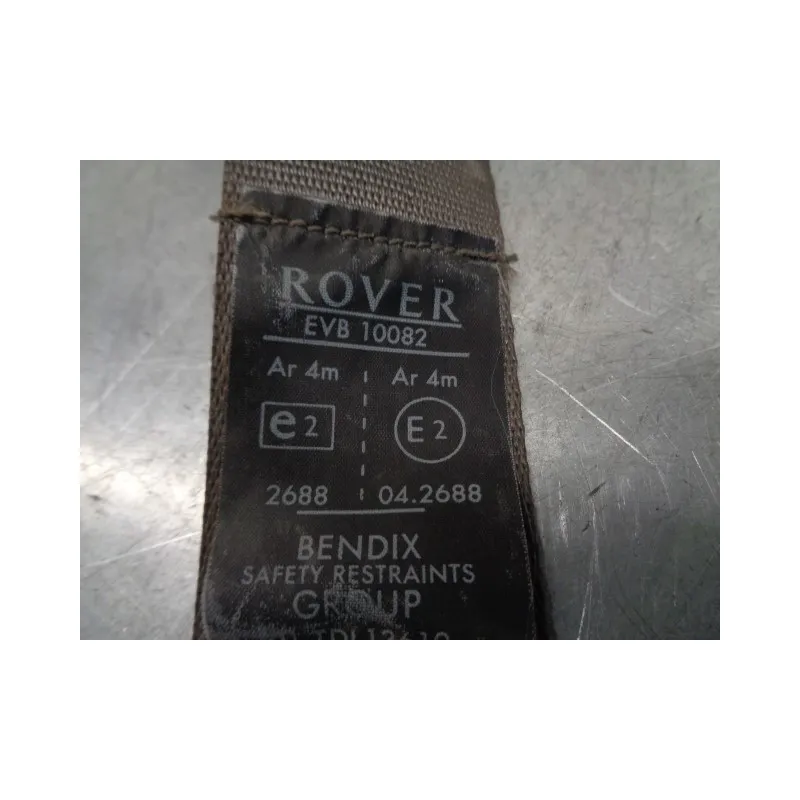 ROVER
EVB 10082
Ar 4m Ar 4m
e2 E2
2688 04.2688
BENDIX
SAFETY RESTRAINTS
GROUP